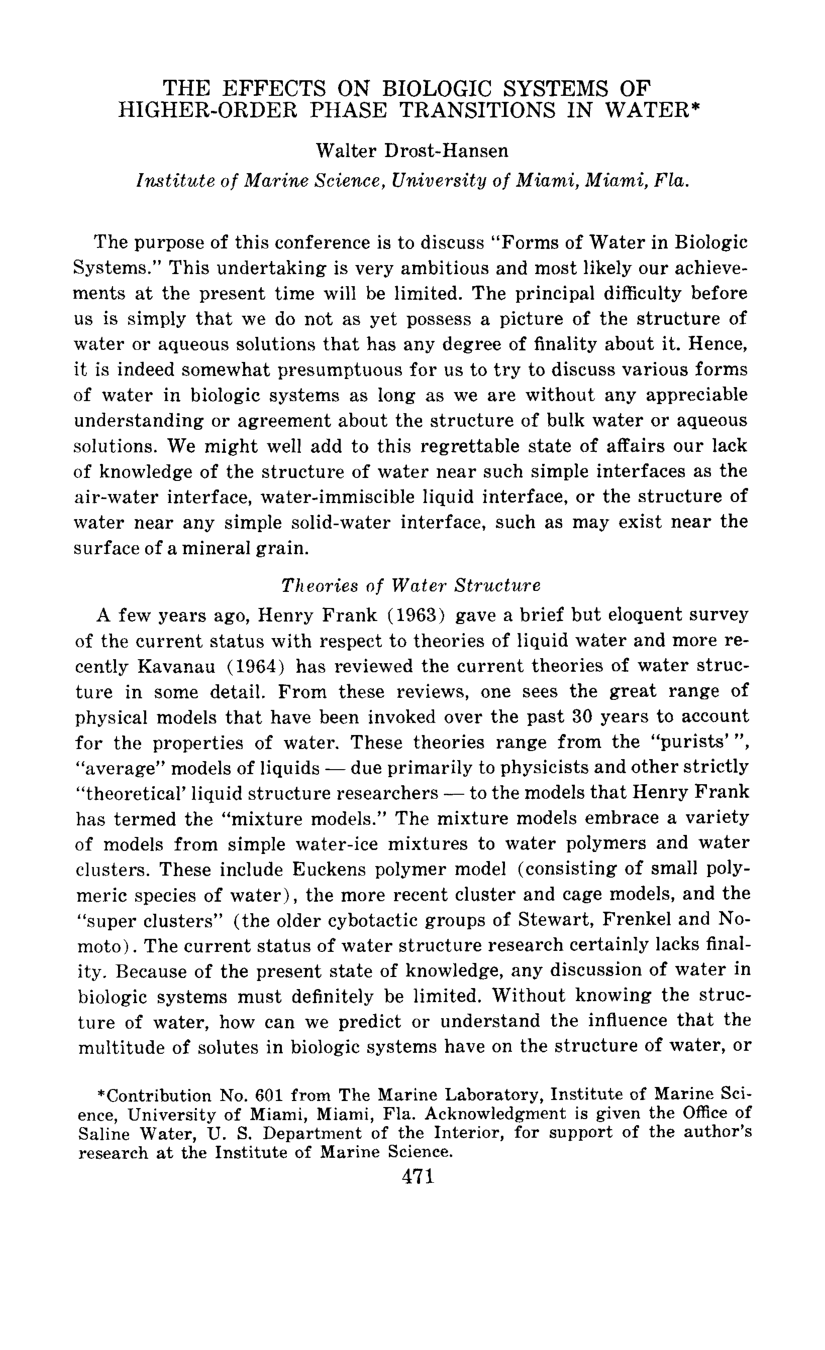 THE EFFECTS ON BIOLOGIC SYSTEMS OF
HIGHER-ORDER PHASE TRANSITIONS IN WATER*
Walter Drost-Hansen
Institute of Marine Science, University of Miami, Miami, Fla.
The purpose of this conference is to discuss “Forms of Water in Biologic
Systems.” This undertaking is very ambitious and most likely our achieve-
ments at the present time will be limited. The principal difficulty before
us is simply that we do not as yet possess a picture of the structure of
water or aqueous solutions that has any degree of finality about it. Hence,
it is indeed somewhat presumptuous for us to try to discuss various forms
of water in biologic systems as long as we are without any appreciable
understanding or agreement about the structure of bulk water or aqueous
solutions. We might well add to this regrettable state of affairs our lack
of knowledge of the structure of water near such simple interfaces as the
air-water interface, water-immiscible liquid interface, or the structure of
water near any simple solid-water interface, such as may exist near the
surface of a mineral grain.
Theories of Water Structure
A few years ago, Henry Frank (1963) gave a brief but eloquent survey
of the current status with respect to theories of liquid water and more re-
cently Kavanau (1964) has reviewed the current theories of water struc-
ture in some detail. From these reviews, one sees the great range of
physical models that have been invoked over the past 30 years to account
for the properties of water. These theories range from the “purists’ ”,
“average” models of liquids — due primarily to physicists and other strictly
“theoretical’ liquid structure researchers — to the models that Henry Frank
has termed the “mixture models.” The mixture models embrace a variety
of models from simple water-ice mixtures to water polymers and water
clusters. These include Euckens polymer model (consisting of small poly-
meric species of water), the more recent cluster and cage models, and the
“super clusters” (the older cybotactic groups of Stewart, Frenkel and No-
moto). The current status of water structure research certainly lacks final-
ity. Because of the present state of knowledge, any discussion of water in
biologic systems must definitely be limited. Without knowing the struc-
ture of water, how can we predict or understand the influence that the
multitude of solutes in biologic systems have on the structure of water, or
*Contribution No. 601 from The Marine Laboratory, Institute of Marine Sci-
ence, University of Miami, Miami, Fla. Acknowledgment is given the Office of
Saline Water, U. S. Department of the Interior, for support of the author’s
research at the Institute of Marine Science.
471